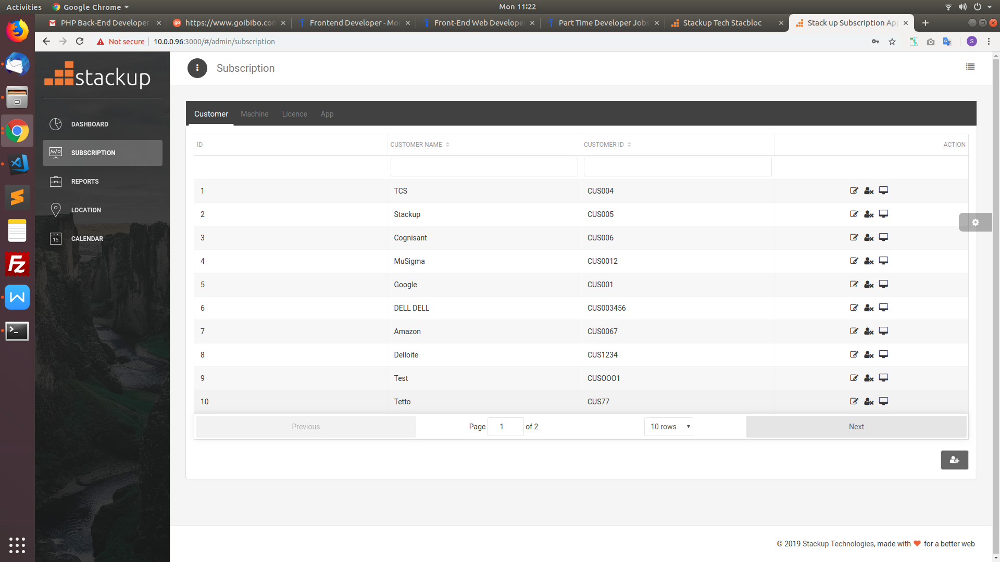 Activities Google Chrome Mon 11:22
PHP Back-End Developer https://www.goibibo.com Frontend Developer - Mor Front-End Web Develope Part Time Developer Jobs Stackup Tech Stacbloc Stack up Subscription App
Not secure 10.0.0.96:3000/#/admin/subscription S
stackup
Subscription
DASHBOARD
SUBSCRIPTION
REPORTS
LOCATION
15 CALENDAR
Customer Machine Licence App
ID CUSTOMER NAME CUSTOMER ID ACTION
1 TCS CUS004
2 Stackup CUS005
3 Cognisant CUS006
4 MuSigma CUS0012
5 Google CUS001
6 DELL DELL CUS003456
7 Amazon CUS0067
8 Delloite CUS1234
9 Test CUSOOO1
10 Tetto CUS77
Previous Page 1 of 2 10 rows Next
© 2019 Stackup Technologies, made with for a better web